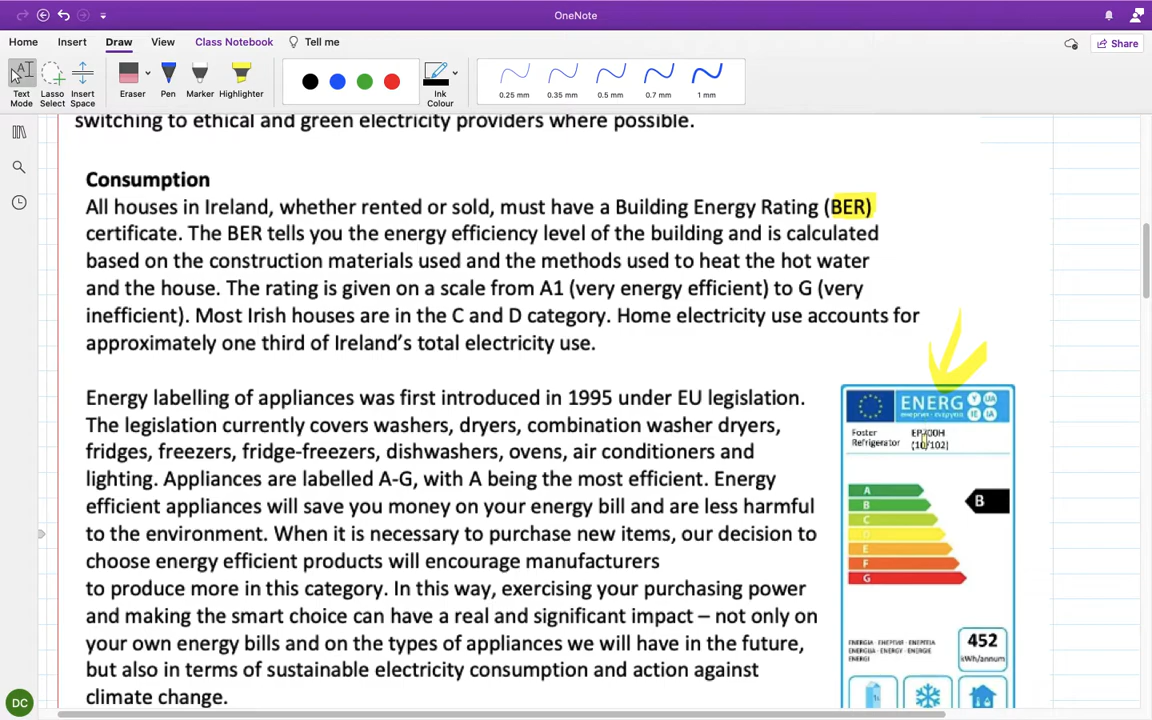 OneNote
Home Insert Draw View Class Notebook Tell me
Share
Text Mode
Lasso Select
Insert Space
Eraser
Pen
Marker
Highlighter
Ink Colour
0.25 mm 0.35 mm 0.5 mm 0.7 mm 1 mm
switching to ethical and green electricity providers where possible.
Consumption
All houses in Ireland, whether rented or sold, must have a Building Energy Rating (BER)
certificate. The BER tells you the energy efficiency level of the building and is calculated
based on the construction materials used and the methods used to heat the hot water
and the house. The rating is given on a scale from A1 (very energy efficient) to G (very
inefficient). Most Irish houses are in the C and D category. Home electricity use accounts for
approximately one third of Ireland's total electricity use.
Energy labelling of appliances was first introduced in 1995 under EU legislation.
The legislation currently covers washers, dryers, combination washer dryers,
fridges, freezers, fridge-freezers, dishwashers, ovens, air conditioners and
lighting. Appliances are labelled A-G, with A being the most efficient. Energy
efficient appliances will save you money on your energy bill and are less harmful
to the environment. When it is necessary to purchase new items, our decision to
choose energy efficient products will encourage manufacturers
to produce more in this category. In this way, exercising your purchasing power
and making the smart choice can have a real and significant impact – not only on
your own energy bills and on the types of appliances we will have in the future,
but also in terms of sustainable electricity consumption and action against
climate change.
ENERG
Y UA
IE IA
Foster
Refrigerator
A
B
C
D
E
F
G
B
ENERGIA · ЕНЕРГИЯ · ΕΝΕΡΓΕΙΑ
ENERGIJA · ENERGY · ENERGIE
ENERGI
452
kWh/annum
DC